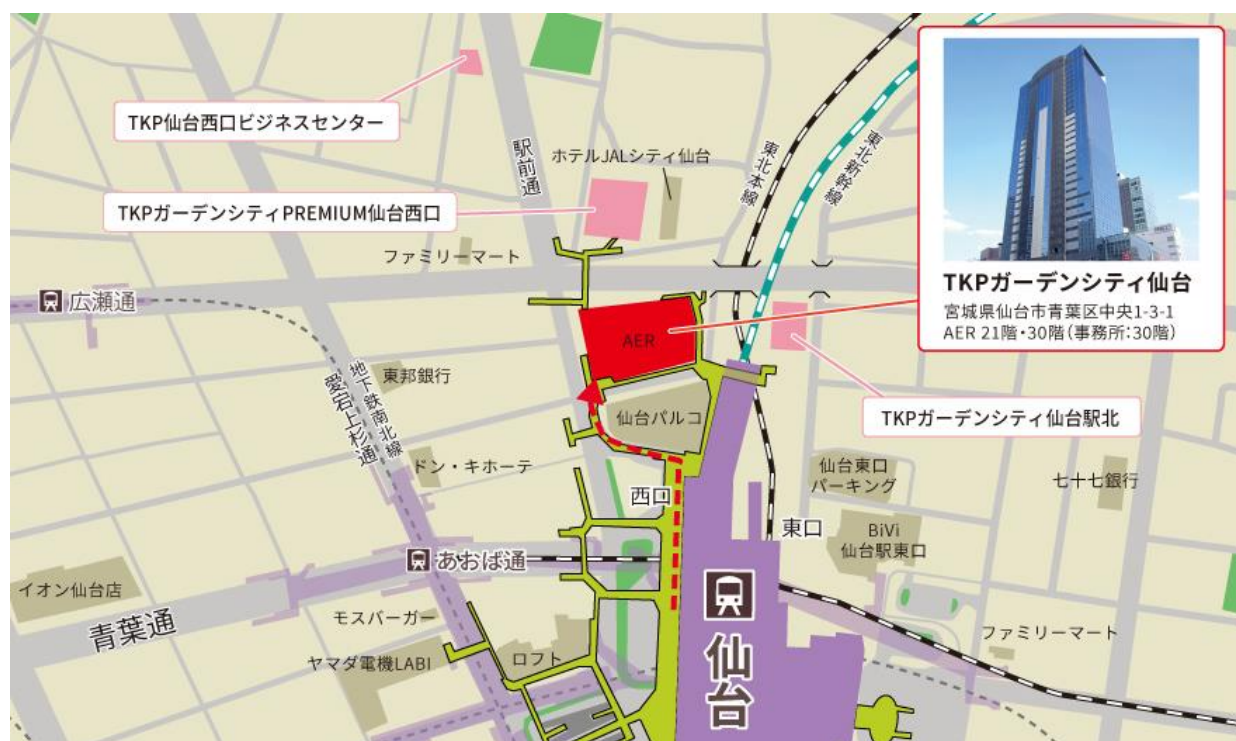 TKP仙台西口ビジネスセンター
駅前通
ホテルJALシティ仙台
東北本線
東北新幹線
TKPガーデンシティPREMIUM仙台西口
ファミリーマート
TKPガーデンシティ仙台
宮城県仙台市青葉区中央1-3-1
AER 21階・30階(事務所:30階)
広瀬通
AER
東邦銀行
地下鉄南北線
愛宕上杉通
仙台パルコ
TKPガーデンシティ仙台駅北
ドン・キホーテ
西口
仙台東口
パーキング
七十七銀行
東口
BiVi
仙台駅東口
あおば通
イオン仙台店
青葉通
モスバーガー
ヤマダ電機LABI
ロフト
仙台
ファミリーマート